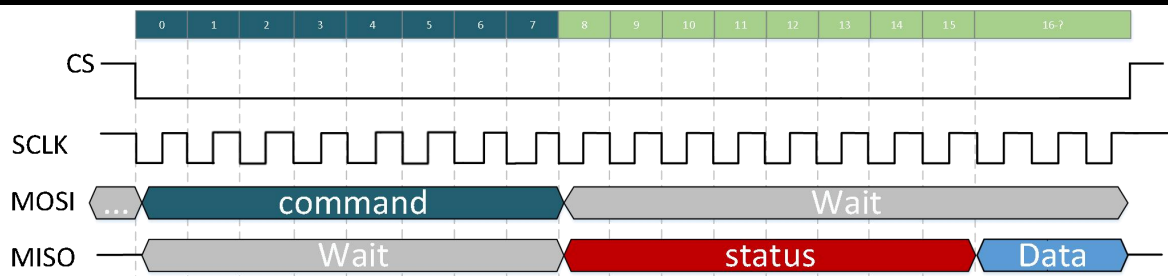 0 1 2 3 4 5 6 7 8 9 10 11 12 13 14 15 16-?
CS
SCLK
MOSI ... command Wait
MISO Wait status Data